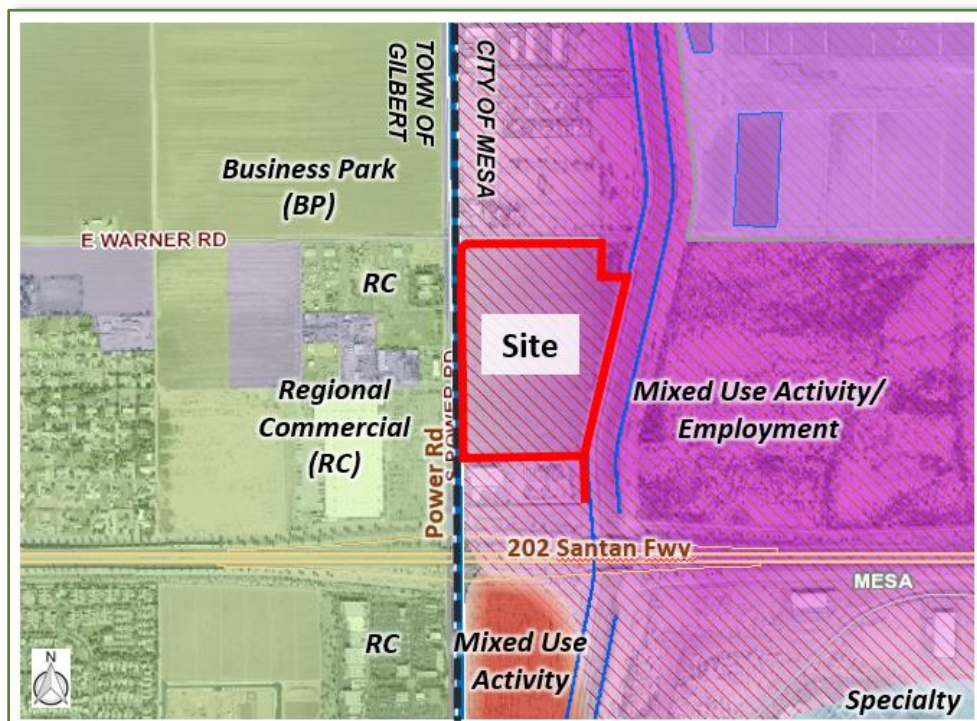 TOWN OF
GILBERT
CITY OF MESA
Business Park
(BP)
E WARNER RD
RC
Site
Regional
Commercial
(RC)
Power Rd
S POWER RD
Mixed Use Activity/
Employment
202 Santan Fwy
MESA
RC
Mixed Use
Activity
Specialty
N